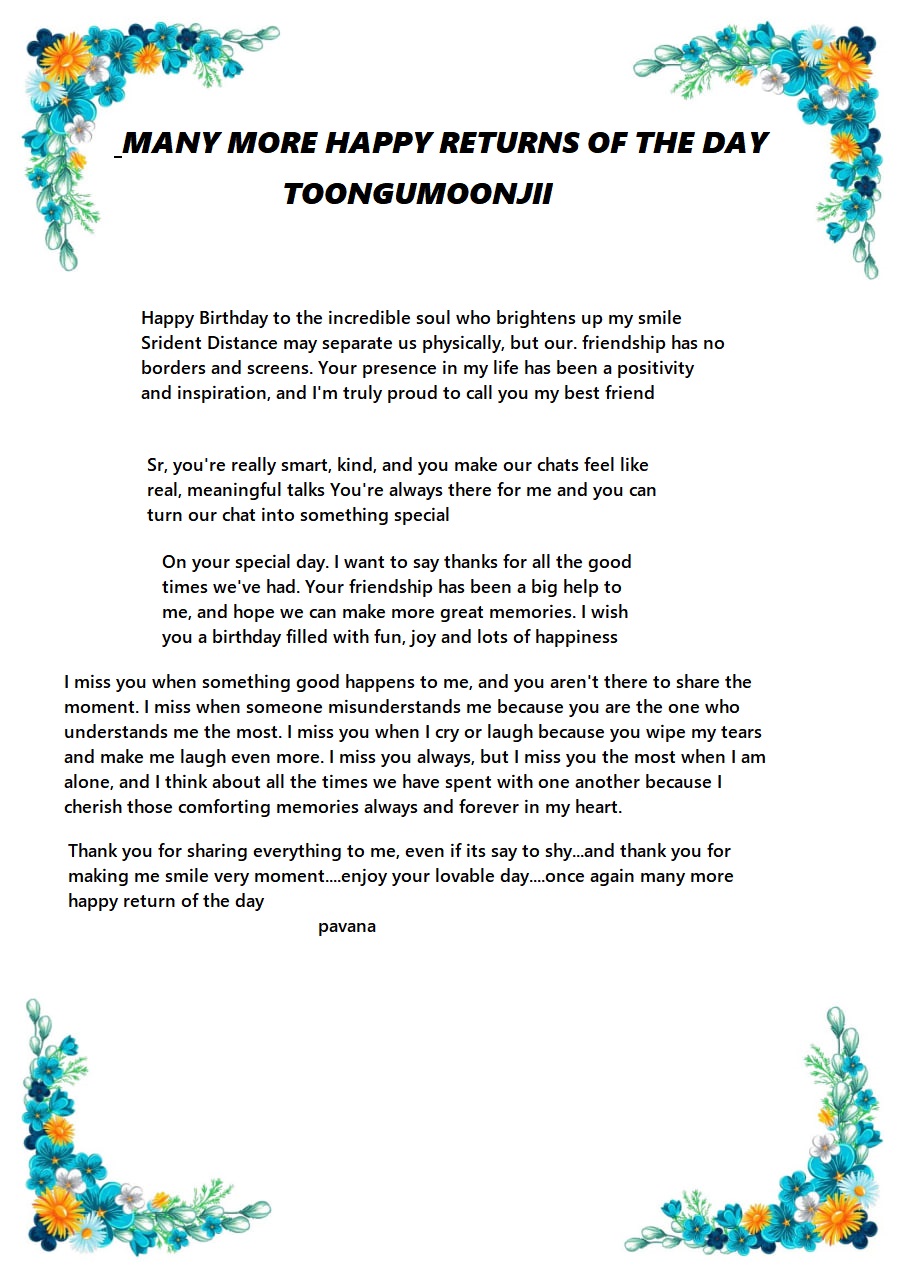 _MANY MORE HAPPY RETURNS OF THE DAY
TOONGUMOONJII
Happy Birthday to the incredible soul who brightens up my smile
Srident Distance may separate us physically, but our. friendship has no
borders and screens. Your presence in my life has been a positivity
and inspiration, and I'm truly proud to call you my best friend
Sr, you're really smart, kind, and you make our chats feel like
real, meaningful talks You're always there for me and you can
turn our chat into something special
On your special day. I want to say thanks for all the good
times we've had. Your friendship has been a big help to
me, and hope we can make more great memories. I wish
you a birthday filled with fun, joy and lots of happiness
I miss you when something good happens to me, and you aren't there to share the
moment. I miss when someone misunderstands me because you are the one who
understands me the most. I miss you when I cry or laugh because you wipe my tears
and make me laugh even more. I miss you always, but I miss you the most when I am
alone, and I think about all the times we have spent with one another because I
cherish those comforting memories always and forever in my heart.
Thank you for sharing everything to me, even if its say to shy...and thank you for
making me smile very moment....enjoy your lovable day....once again many more
happy return of the day
pavana